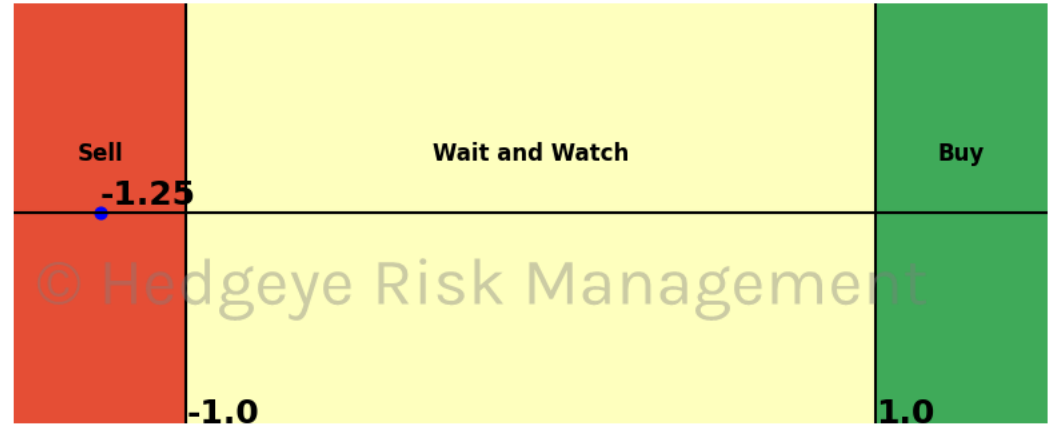 Sell
Wait and Watch
Buy
-1.25
© Hedgeye Risk Management
-1.0
1.0